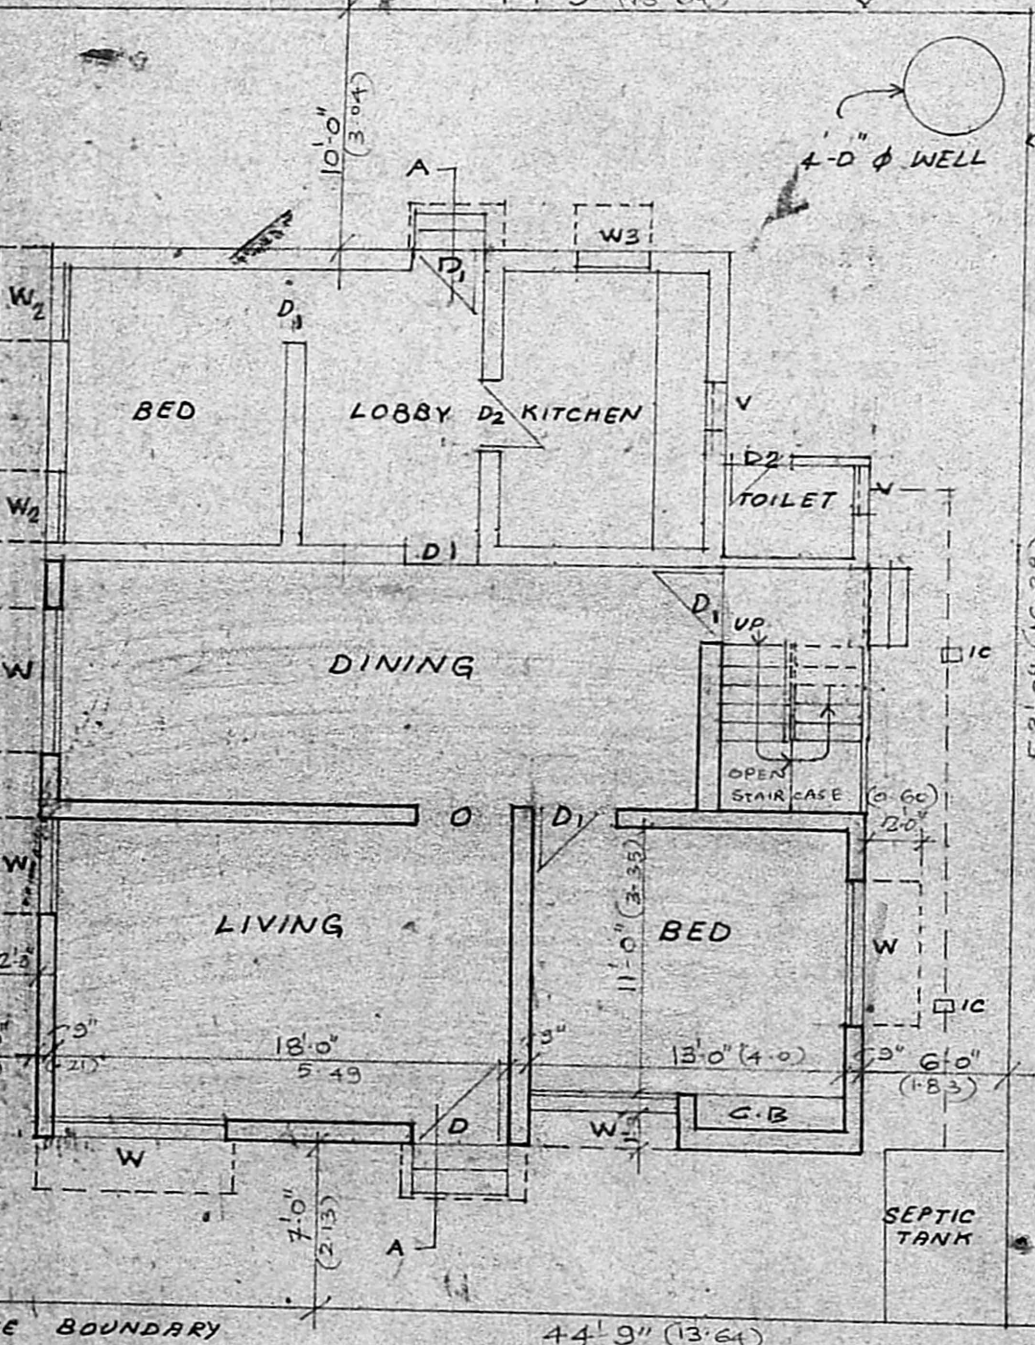 10'-0"
(3·04)
A
4'-0" ϕ WELL
W3
D1
W2
D1
BED
LOBBY
D2
KITCHEN
V
D2
TOILET
V
W2
D1
D1
UP
IC
W
DINING
OPEN
STAIR CASE
(0·60)
2'·0"
O
D1
W1
LIVING
11'-0" (3·35)
BED
W
2'·0"
IC
9"
18'·0"
5·49
9"
13'·0" (4·0)
9"
6'·0"
(1·83)
C·B
W
D
W
7'·0"
(2·13)
SEPTIC
TANK
A
BOUNDARY
44'·9" (13·64)